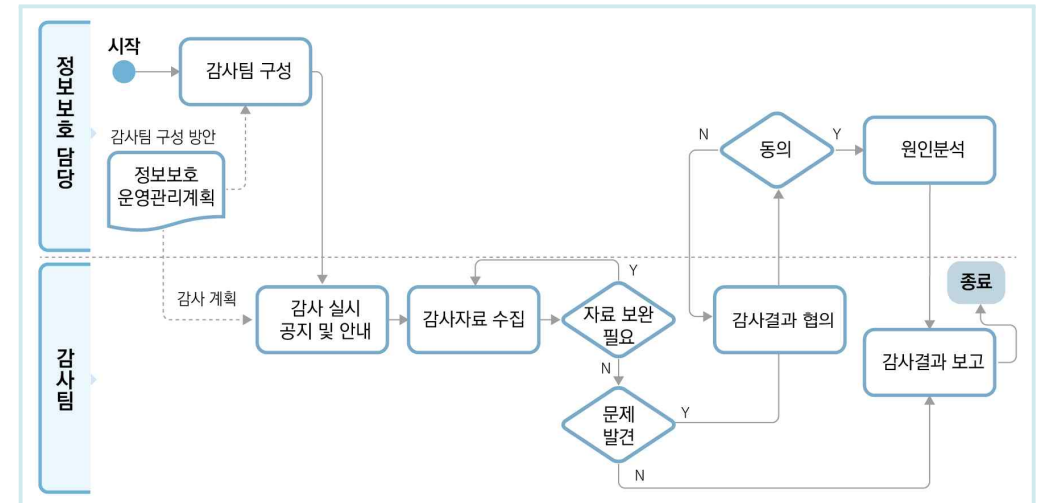 정보보호 담당
시작
감사팀 구성
감사팀 구성 방안
정보보호
운영관리계획
N
동의
Y
원인분석
감사팀
감사 계획
감사 실시
공지 및 안내
감사자료 수집
Y
자료 보완
필요
N
문제
발견
Y
N
감사결과 협의
종료
감사결과 보고